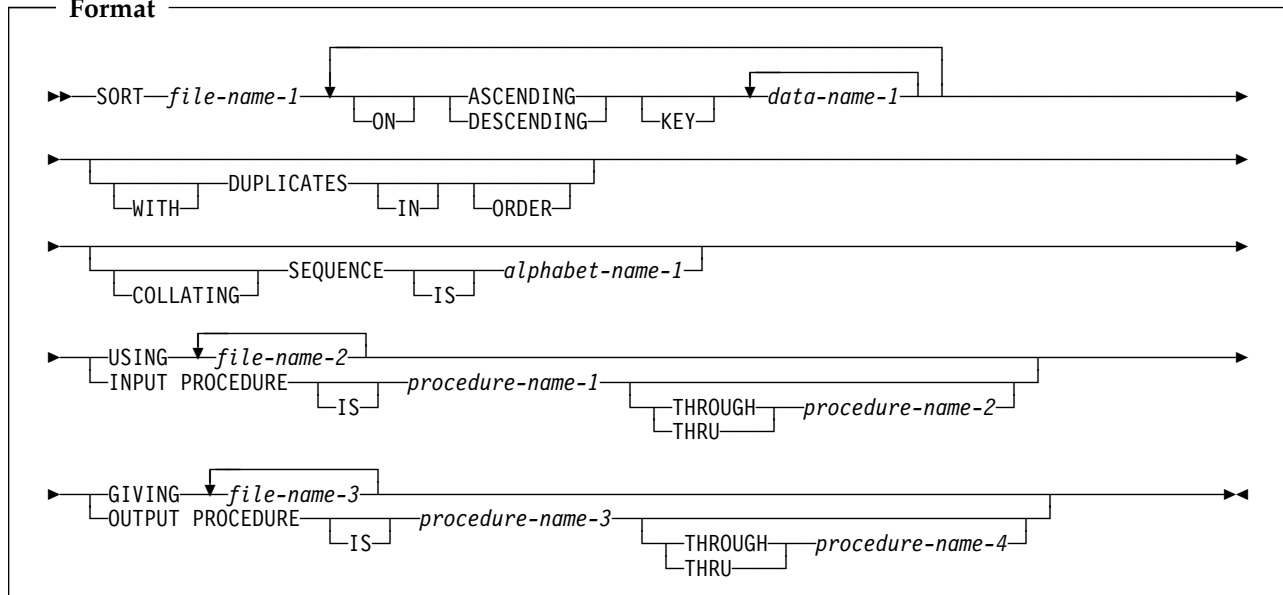 Format
SORT file-name-1 ON ASCENDING KEY data-name-1
DESCENDING
WITH DUPLICATES IN ORDER
COLLATING SEQUENCE IS alphabet-name-1
USING file-name-2
INPUT PROCEDURE IS procedure-name-1 THROUGH procedure-name-2
THRU
GIVING file-name-3
OUTPUT PROCEDURE IS procedure-name-3 THROUGH procedure-name-4
THRU